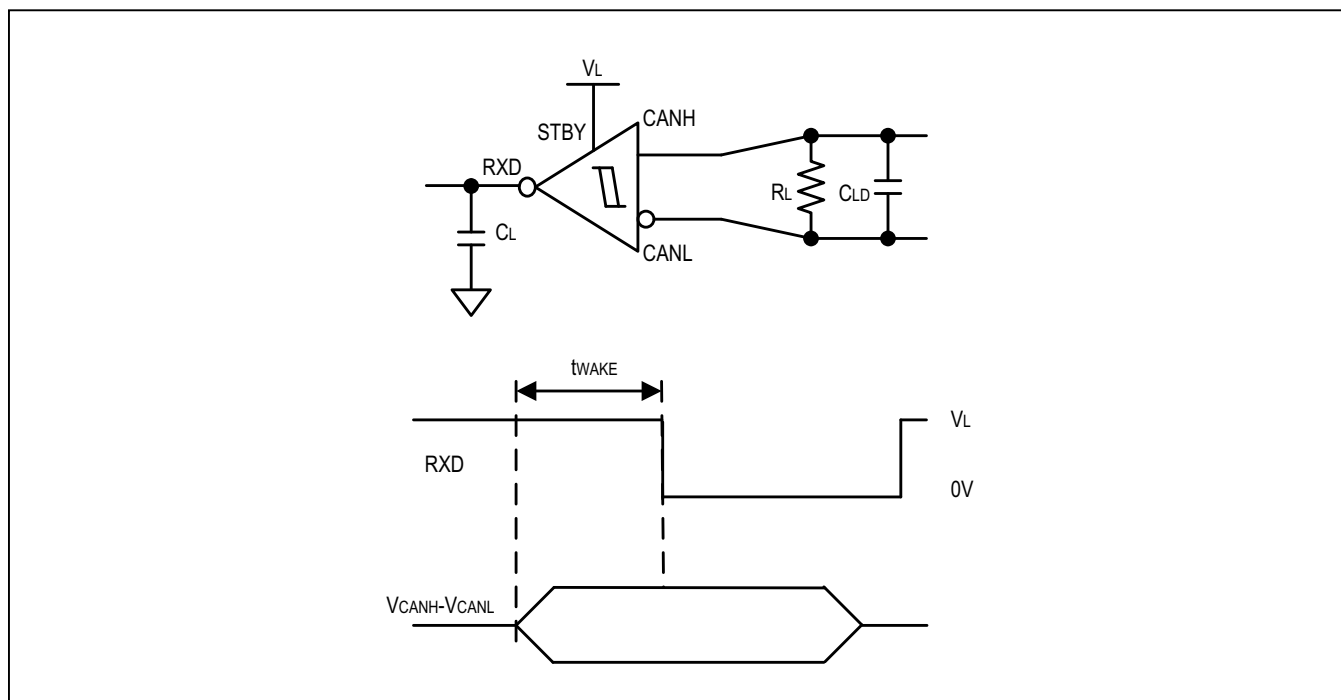 VL
STBY
CANH
RXD
RL
CLD
CL
CANL
tWAKE
VL
RXD
0V
VCANH-VCANL